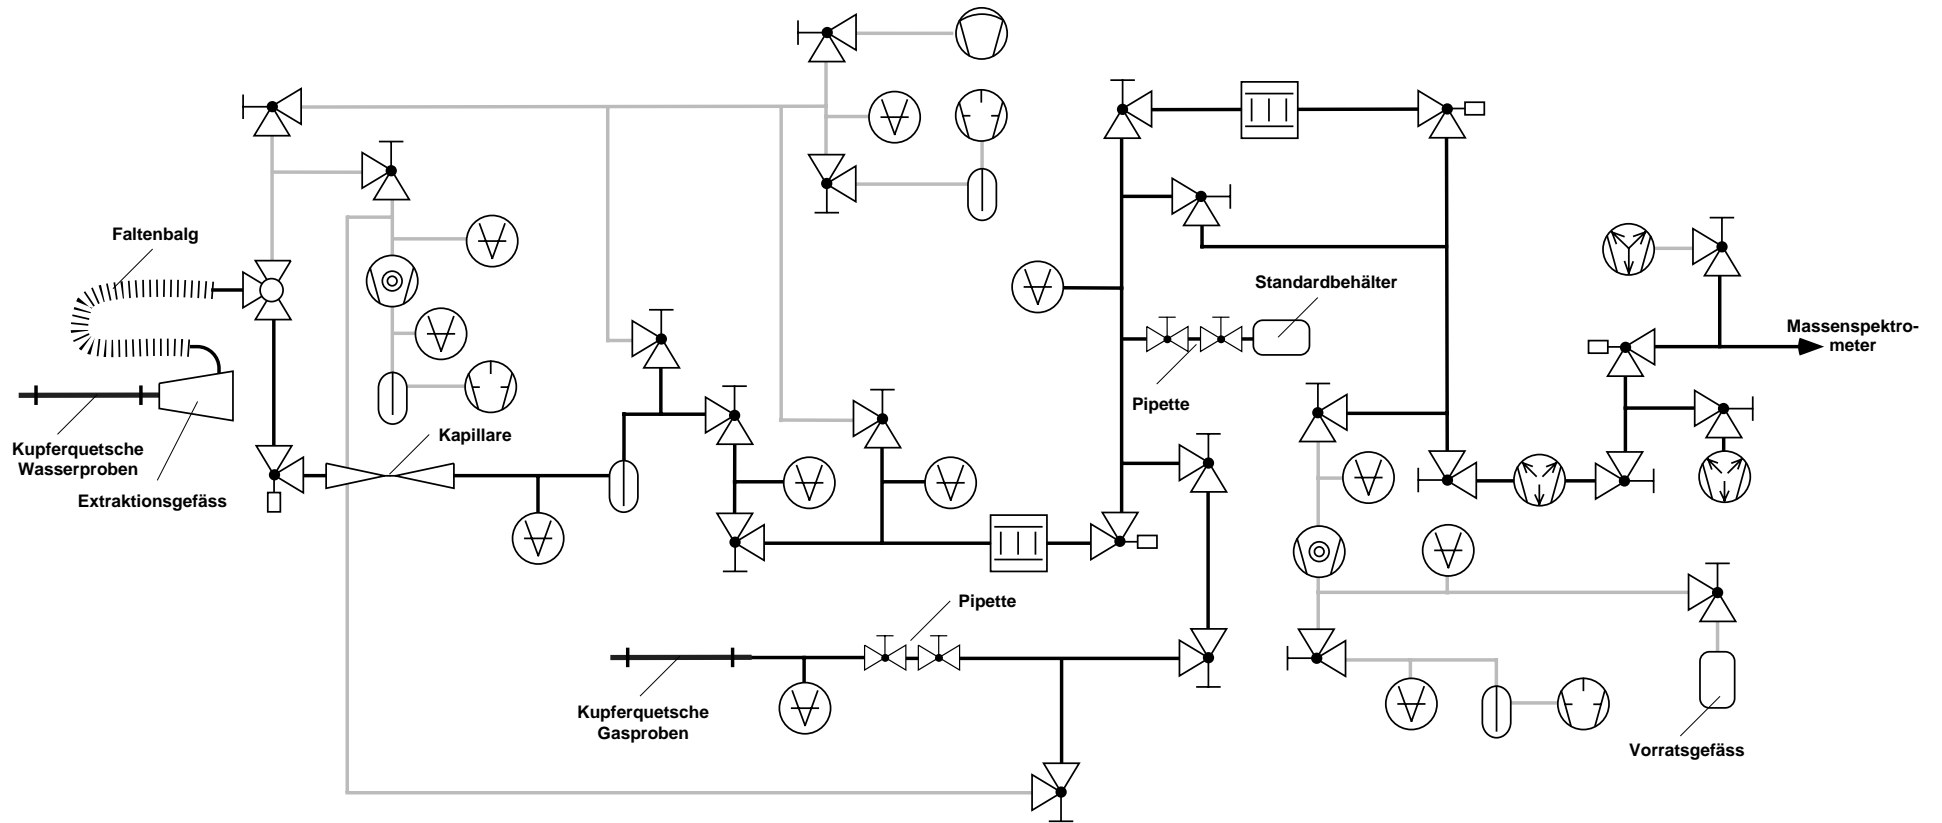 Faltenbalg
Standardbehälter
Massenspektro-
meter
Pipette
Kapillare
Kupferquetsche
Wasserproben
Extraktionsgefäss
Pipette
Kupferquetsche
Gasproben
Vorratsgefäss